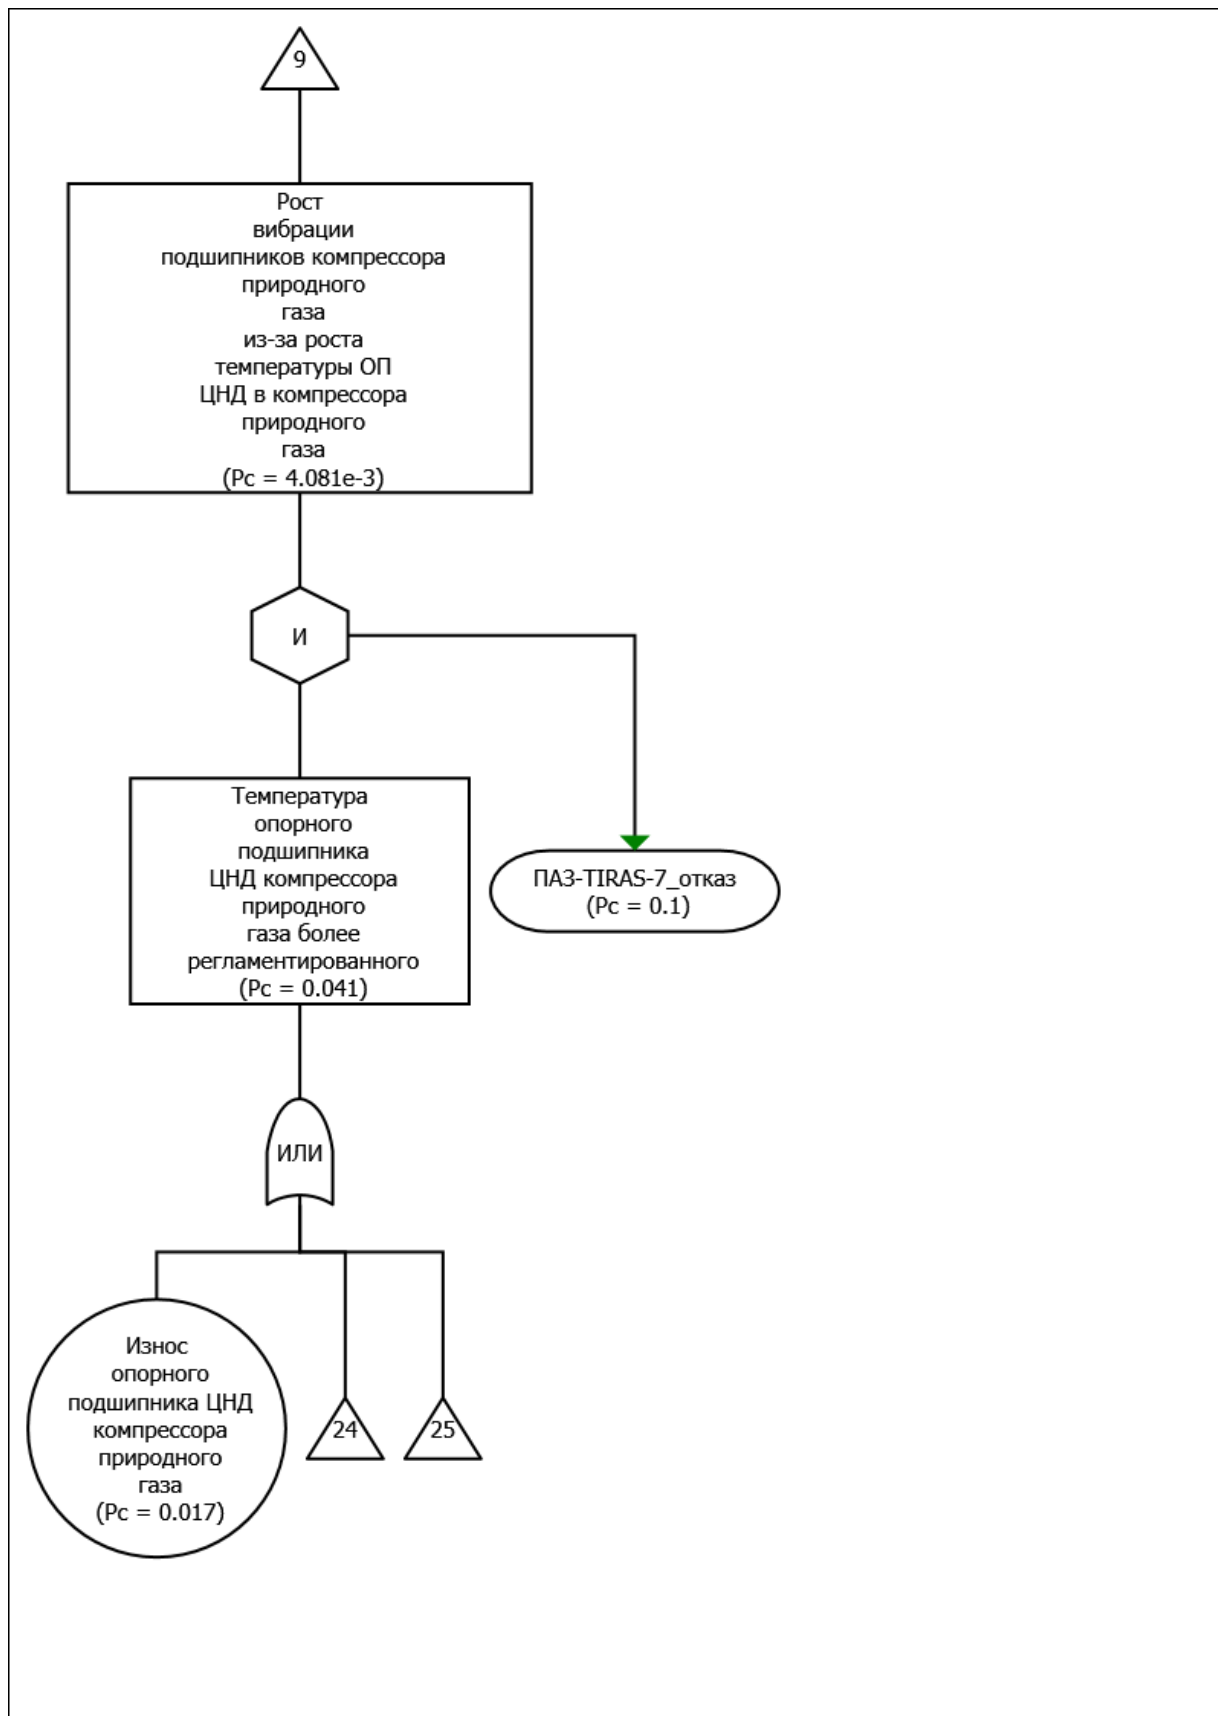 9
Рост
вибрации
подшипников компрессора
природного
газа
из-за роста
температуры ОП
ЦНД в компрессора
природного
газа
(Pc = 4.081e-3)
И
Температура
опорного
подшипника
ЦНД компрессора
природного
газа более
регламентированного
(Pc = 0.041)
ПАЗ-TIRAS-7_отказ
(Pc = 0.1)
ИЛИ
Износ
опорного
подшипника ЦНД
компрессора
природного
газа
(Pc = 0.017)
24
25